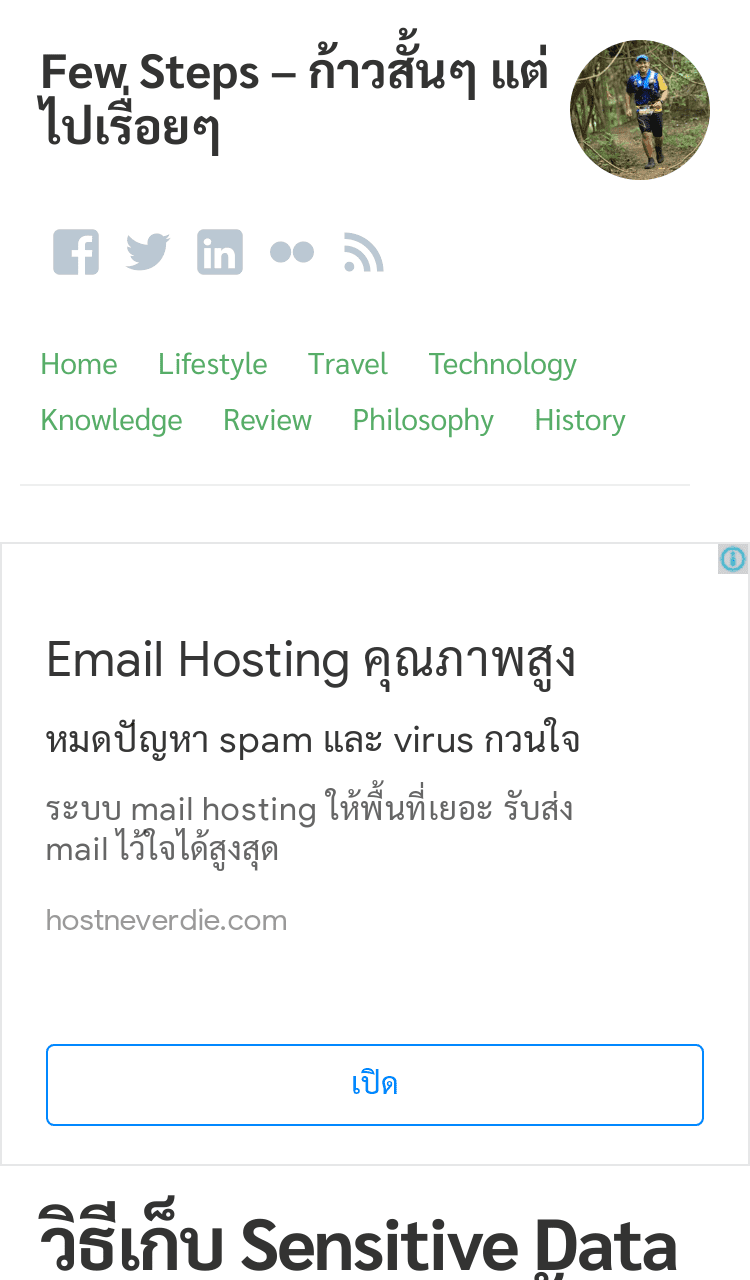 Few Steps – ก้าวสั้นๆ แต่
ไปเรื่อยๆ
Home Lifestyle Travel Technology
Knowledge Review Philosophy History
Email Hosting คุณภาพสูง
หมดปัญหา spam และ virus กวนใจ
ระบบ mail hosting ให้พื้นที่เยอะ รับส่ง
mail ไว้ใจได้สูงสุด
hostneverdie.com
เปิด
วิธีเก็บ Sensitive Data